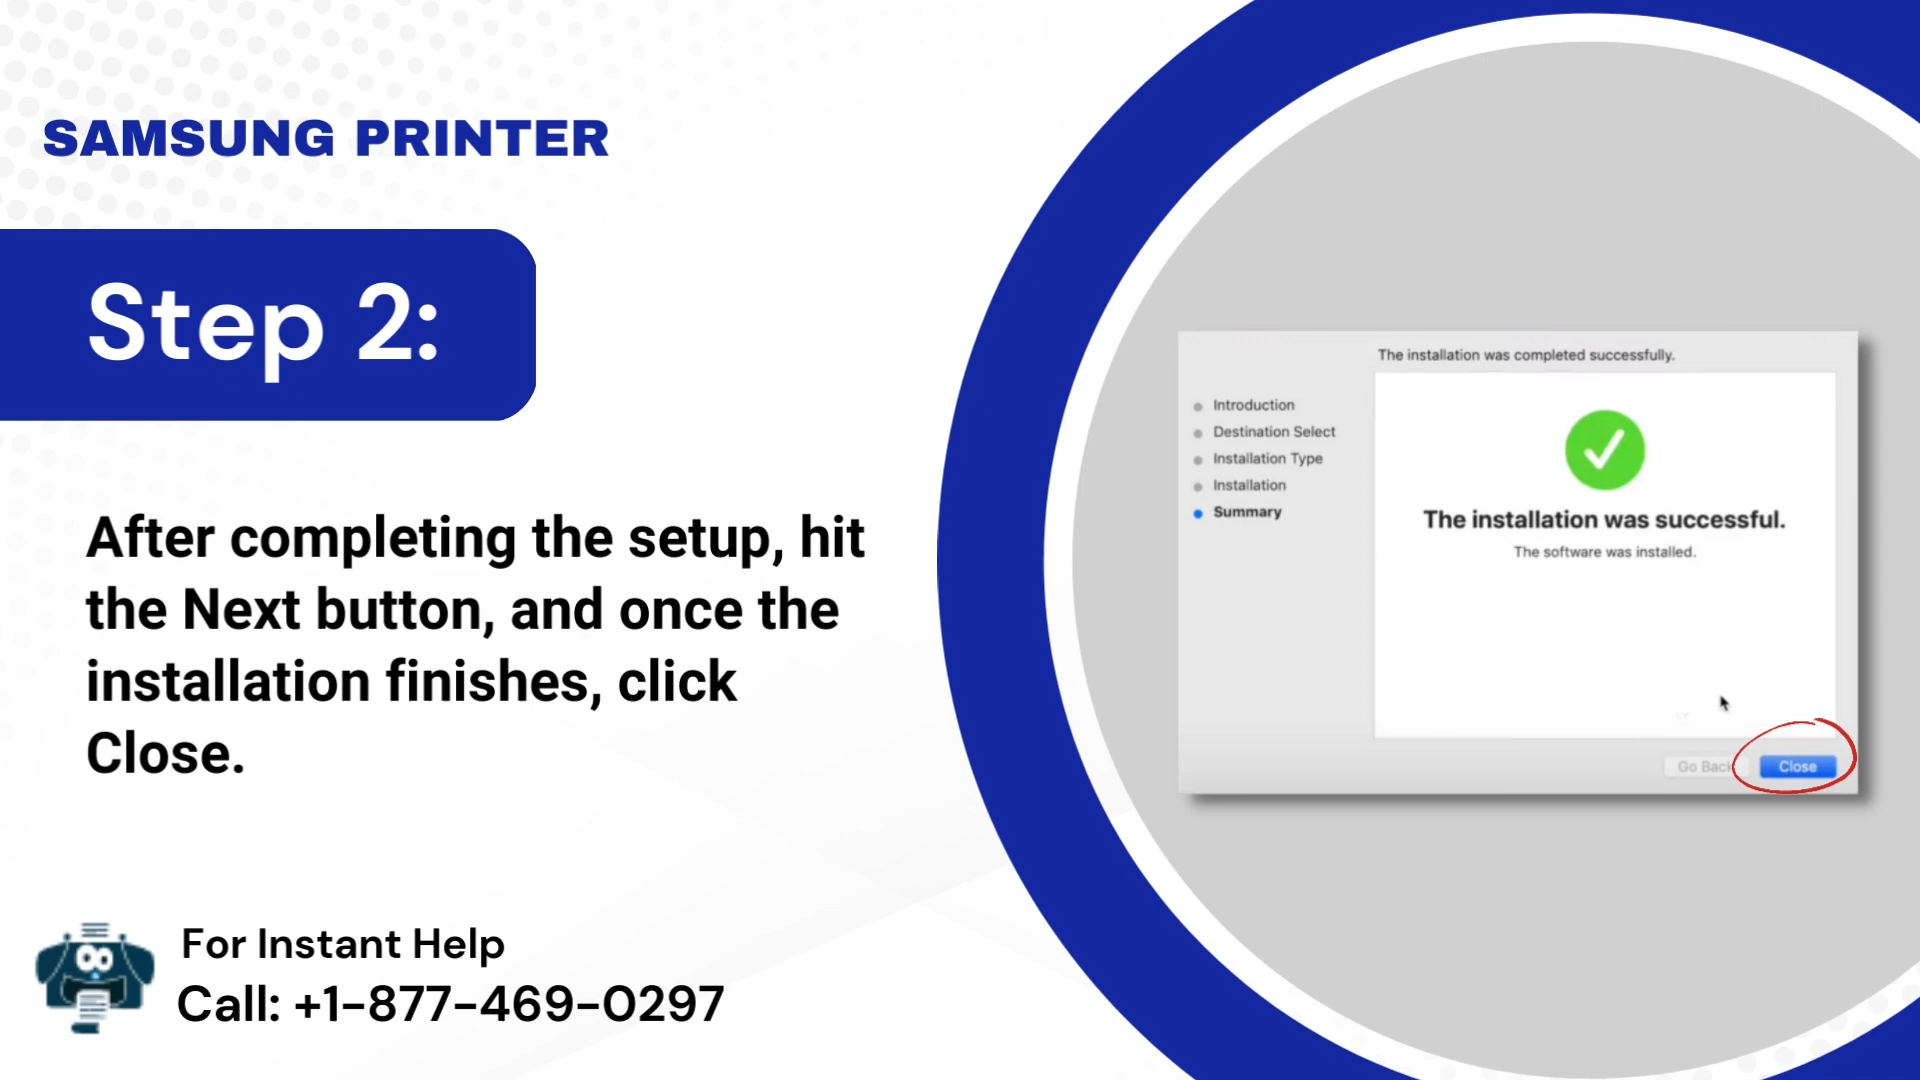 SAMSUNG PRINTER
Step 2:
After completing the setup, hit
the Next button, and once the
installation finishes, click
Close.
For Instant Help
Call: +1-877-469-0297
The installation was completed successfully.
Introduction
Destination Select
Installation Type
Installation
Summary
The installation was successful.
The software was installed.
Go Back
Close